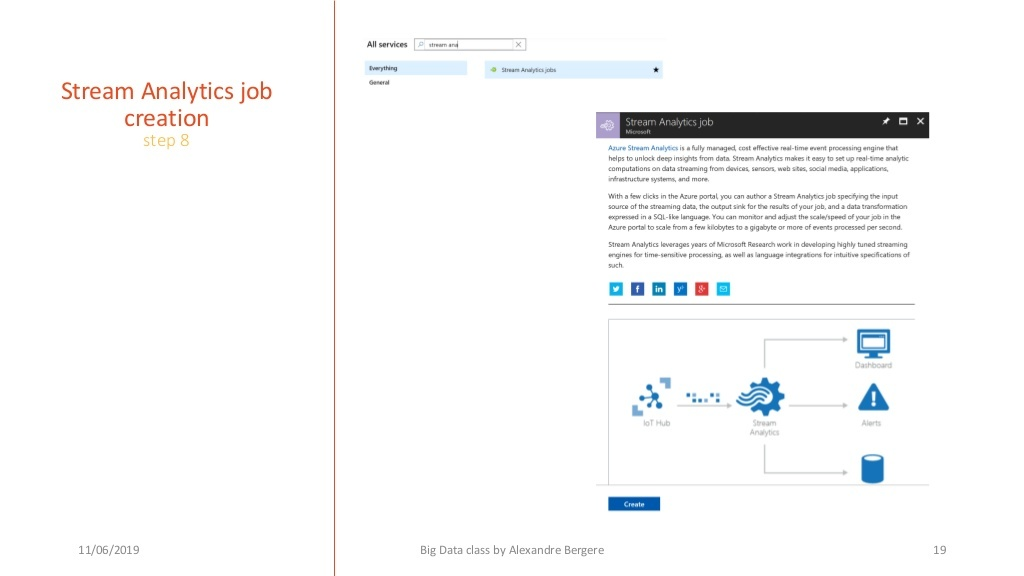 Stream Analytics job
creation
step 8
All services
stream ana
Everything
General
Stream Analytics jobs
Stream Analytics job
Microsoft
Azure Stream Analytics is a fully managed, cost effective real-time event processing engine that
helps to unlock deep insights from data. Stream Analytics makes it easy to set up real-time analytic
computations on data streaming from devices, sensors, web sites, social media, applications,
infrastructure systems, and more.
With a few clicks in the Azure portal, you can author a Stream Analytics job specifying the input
source of the streaming data, the output sink for the results of your job, and a data transformation
expressed in a SQL-like language. You can monitor and adjust the scale/speed of your job in the
Azure portal to scale from a few kilobytes to a gigabyte or more of events processed per second.
Stream Analytics leverages years of Microsoft Research work in developing highly tuned streaming
engines for time-sensitive processing, as well as language integrations for intuitive specifications of
such.
Dashboard
IoT Hub
Stream
Analytics
Alerts
Create
11/06/2019
Big Data class by Alexandre Bergere
19